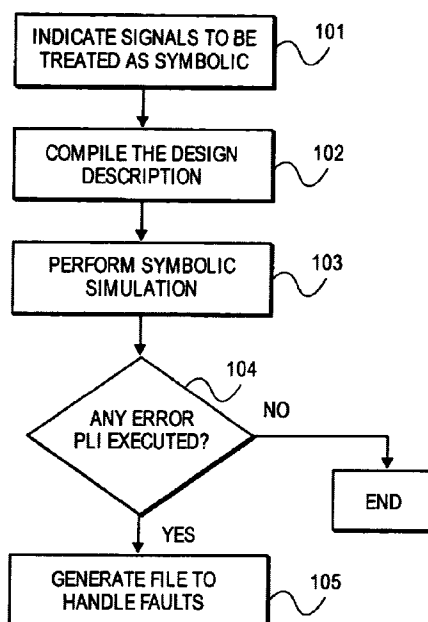 INDICATE SIGNALS TO BE
TREATED AS SYMBOLIC
101
COMPILE THE DESIGN
DESCRIPTION
102
PERFORM SYMBOLIC
SIMULATION
103
104
ANY ERROR
PLI EXECUTED?
NO
END
YES
GENERATE FILE TO
HANDLE FAULTS
105